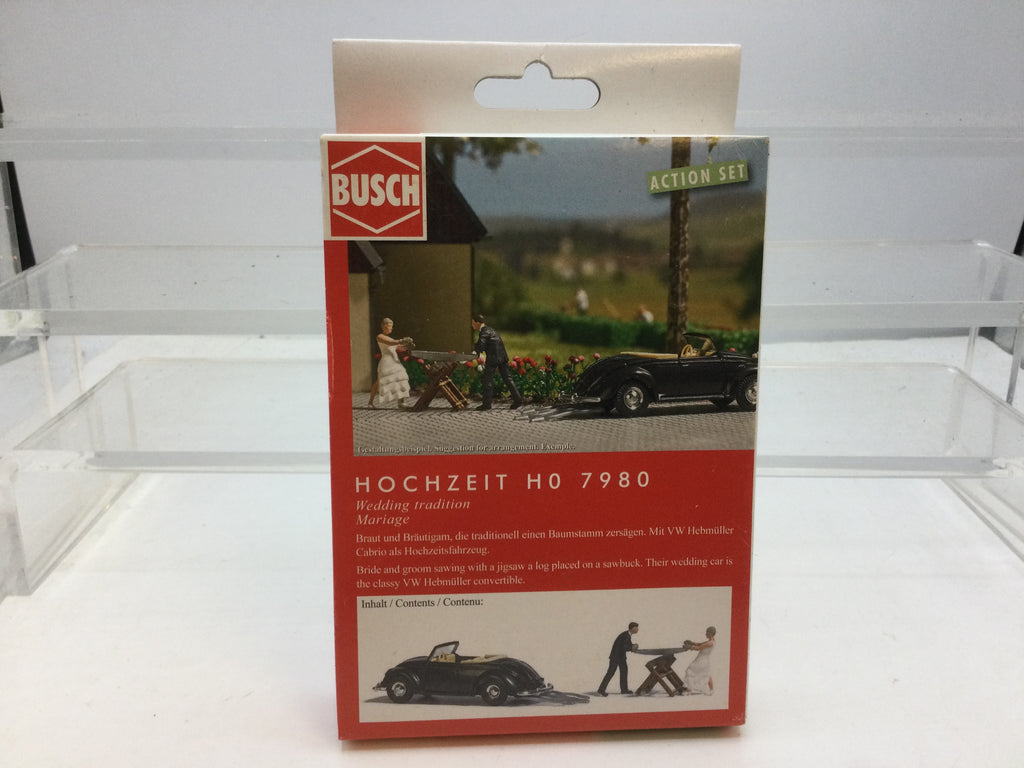 BUSCH
ACTION SET
Gestaltungsbeispiel. Suggestion for arrangement. Exemple.
HOCHZEIT H0 7980
Wedding tradition
Mariage
Braut und Bräutigam, die traditionell einen Baumstamm zersägen. Mit VW Hebmüller
Cabrio als Hochzeitsfahrzeug.
Bride and groom sawing with a jigsaw a log placed on a sawbuck. Their wedding car is
the classy VW Hebmüller convertible.
Inhalt / Contents / Contenu: